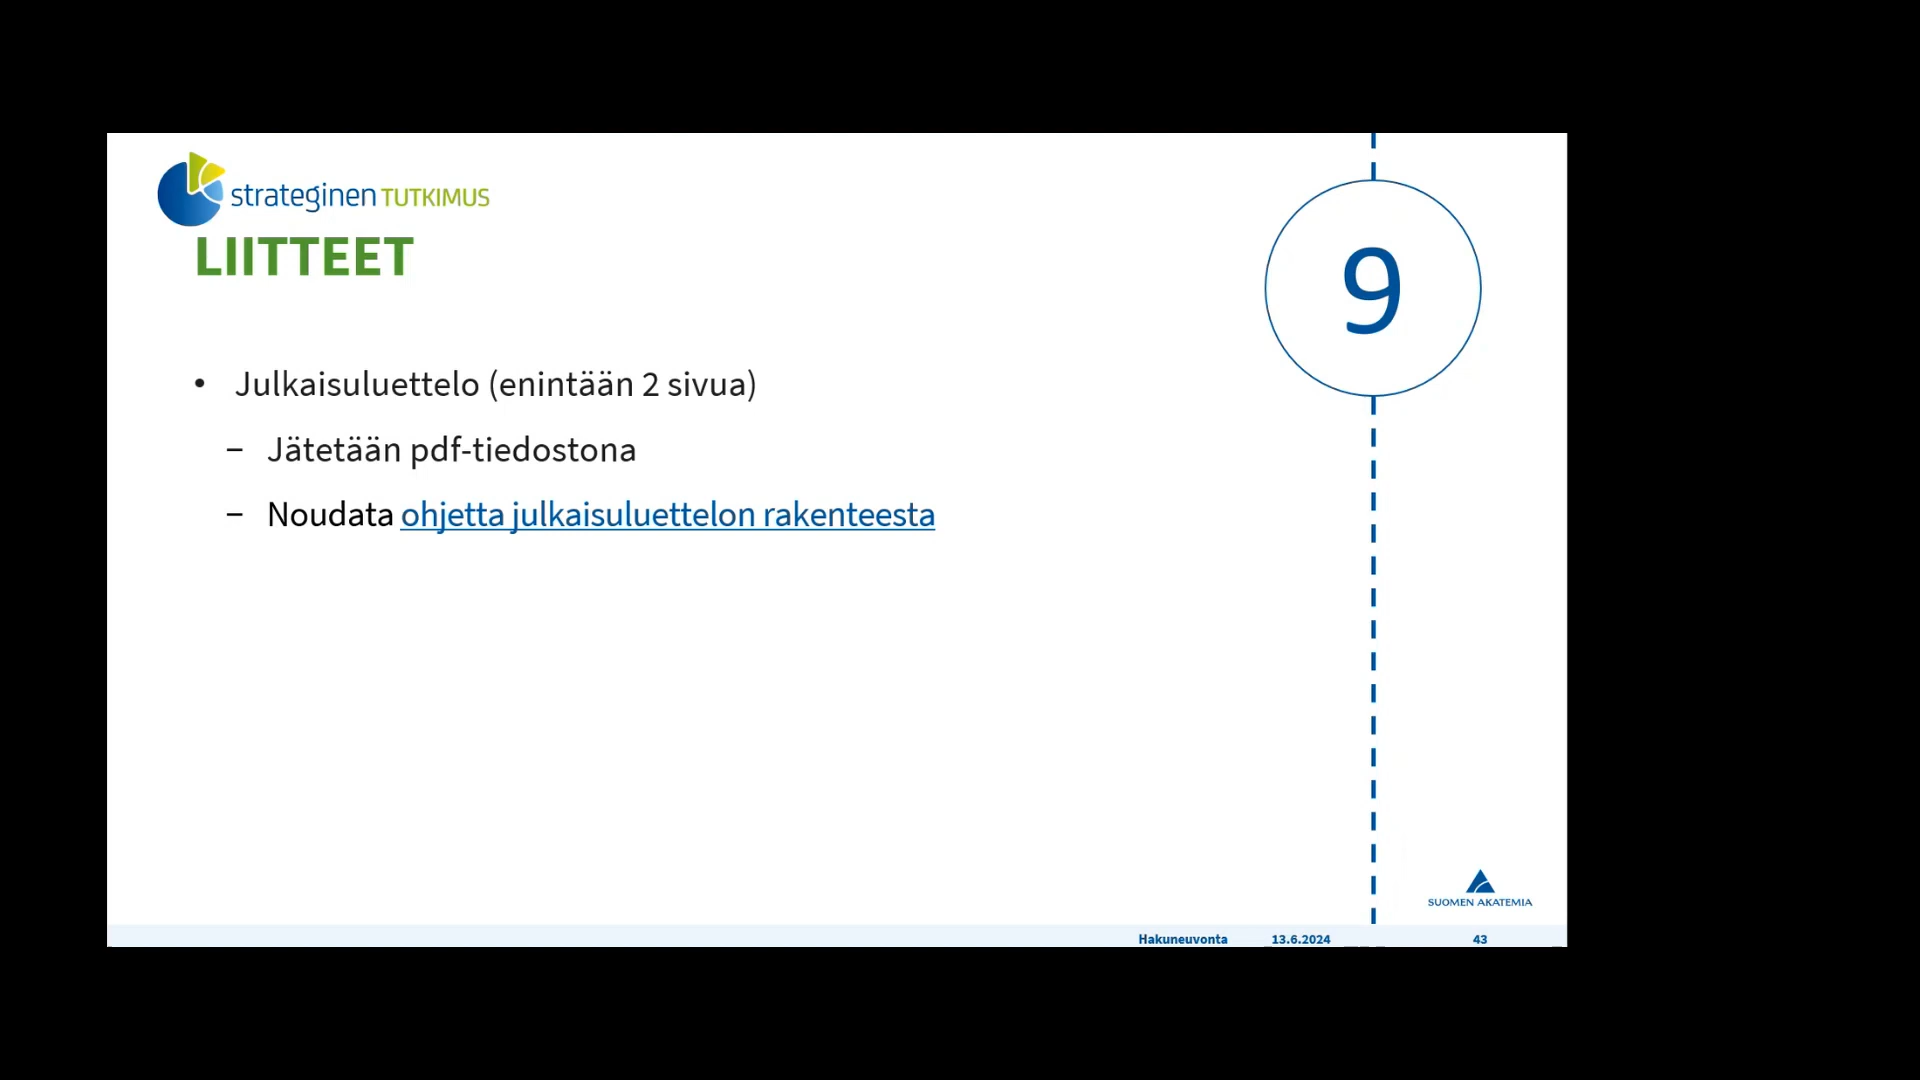 strateginen TUTKIMUS
LIITTEET
9
• Julkaisuluettelo (enintään 2 sivua)
– Jätetään pdf-tiedostona
– Noudata ohjetta julkaisuluettelon rakenteesta
SUOMEN AKATEMIA
Hakuneuvonta 13.6.2024 43